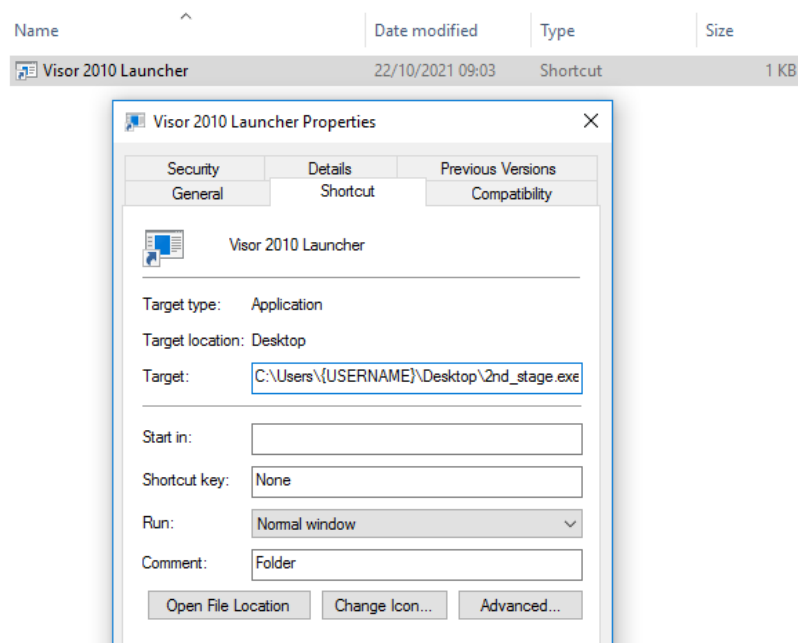 Name Date modified Type Size
Visor 2010 Launcher 22/10/2021 09:03 Shortcut 1 KB
Visor 2010 Launcher Properties
Security Details Previous Versions
General Shortcut Compatibility
Visor 2010 Launcher
Target type: Application
Target location: Desktop
Target: C:\Users\{USERNAME}\Desktop\2nd_stage.exe
Start in:
Shortcut key: None
Run: Normal window
Comment: Folder
Open File Location Change Icon... Advanced...